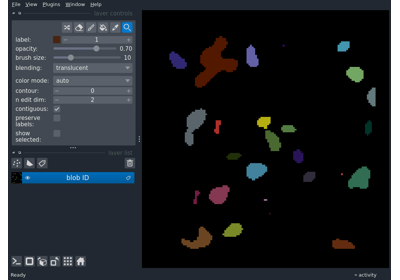 File View Plugins Window Help
layer controls
label: 1
opacity: 0.70
brush size: 10
blending: translucent
color mode: auto
contour: 0
n edit dim: 2
contiguous:
preserve
labels:
show
selected:
layer list
blob ID
Ready
activity